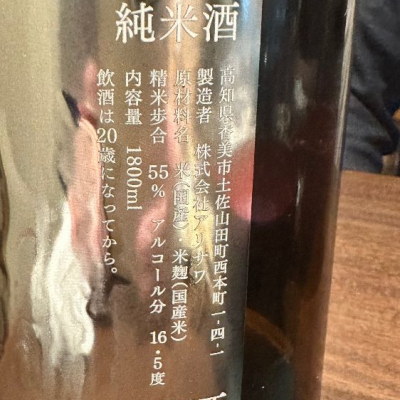 純米酒
高知県香美市土佐山田町西本町一-四-一
製造者 株式会社アリサワ
原材料名 米(国産)・米麹(国産米)
精米歩合 55% アルコール分 16・5度
内容量 1800ml
飲酒は20歳になってから。